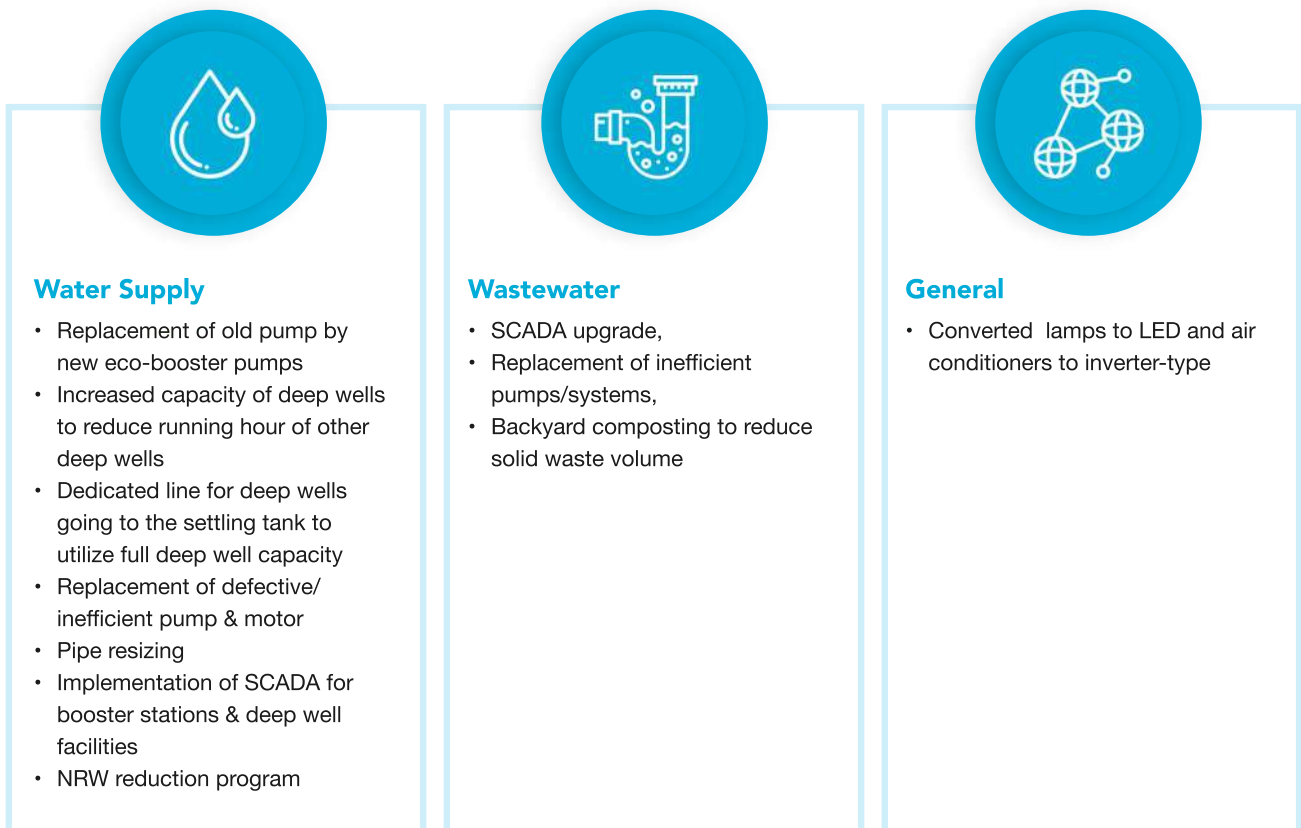 Water Supply
• Replacement of old pump by
new eco-booster pumps
• Increased capacity of deep wells
to reduce running hour of other
deep wells
• Dedicated line for deep wells
going to the settling tank to
utilize full deep well capacity
• Replacement of defective/
inefficient pump & motor
• Pipe resizing
• Implementation of SCADA for
booster stations & deep well
facilities
• NRW reduction program
Wastewater
• SCADA upgrade,
• Replacement of inefficient
pumps/systems,
• Backyard composting to reduce
solid waste volume
General
• Converted  lamps to LED and air
conditioners to inverter-type